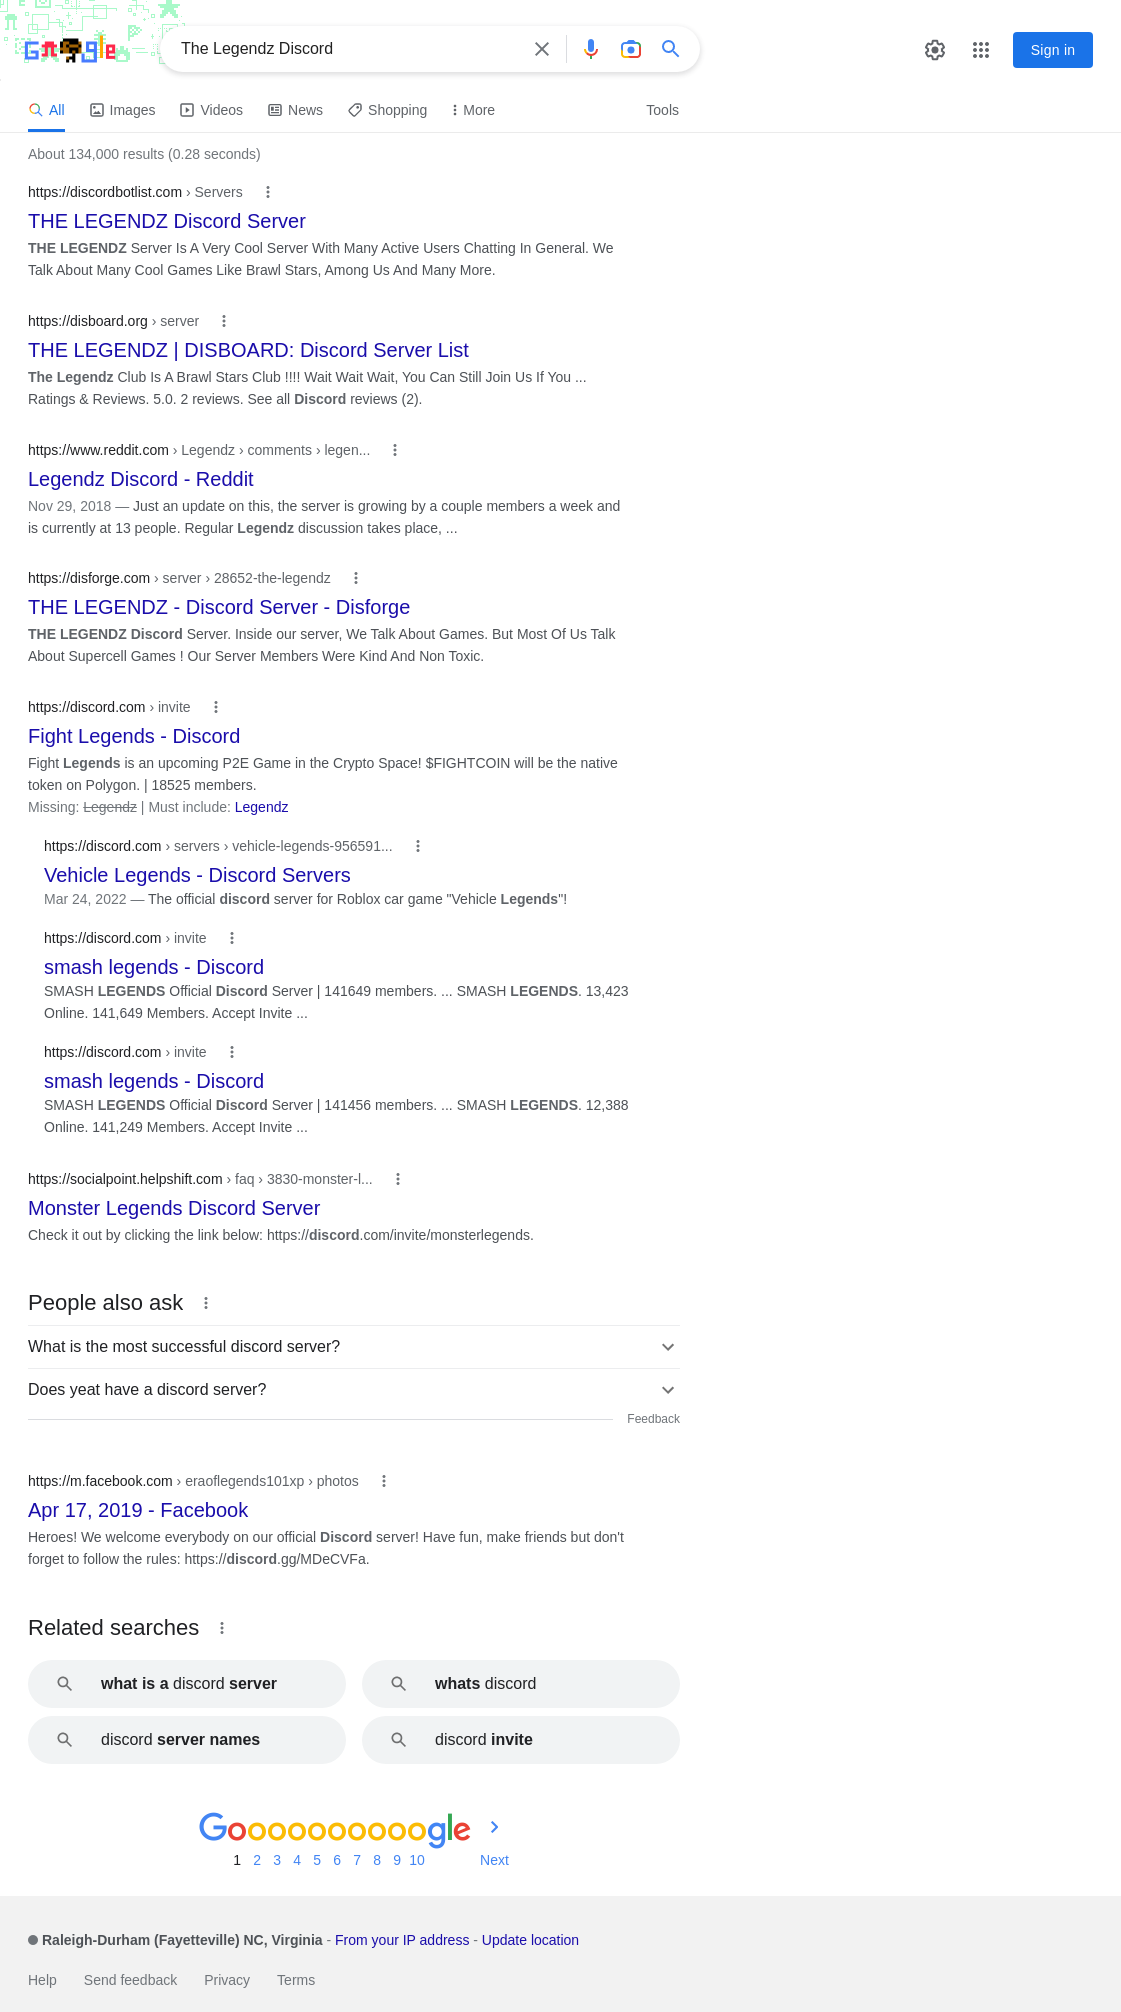 The Legendz Discord
Sign in
All Images Videos News Shopping More Tools
About 134,000 results (0.28 seconds)
https://discordbotlist.com › Servers
THE LEGENDZ Discord Server
THE LEGENDZ Server Is A Very Cool Server With Many Active Users Chatting In General. We
Talk About Many Cool Games Like Brawl Stars, Among Us And Many More.
https://disboard.org › server
THE LEGENDZ | DISBOARD: Discord Server List
The Legendz Club Is A Brawl Stars Club !!!! Wait Wait Wait, You Can Still Join Us If You ...
Ratings & Reviews. 5.0. 2 reviews. See all Discord reviews (2).
https://www.reddit.com › Legendz › comments › legen...
Legendz Discord - Reddit
Nov 29, 2018 — Just an update on this, the server is growing by a couple members a week and
is currently at 13 people. Regular Legendz discussion takes place, ...
https://disforge.com › server › 28652-the-legendz
THE LEGENDZ - Discord Server - Disforge
THE LEGENDZ Discord Server. Inside our server, We Talk About Games. But Most Of Us Talk
About Supercell Games ! Our Server Members Were Kind And Non Toxic.
https://discord.com › invite
Fight Legends - Discord
Fight Legends is an upcoming P2E Game in the Crypto Space! $FIGHTCOIN will be the native
token on Polygon. | 18525 members.
Missing: Legendz | Must include: Legendz
https://discord.com › servers › vehicle-legends-956591...
Vehicle Legends - Discord Servers
Mar 24, 2022 — The official discord server for Roblox car game "Vehicle Legends"!
https://discord.com › invite
smash legends - Discord
SMASH LEGENDS Official Discord Server | 141649 members. ... SMASH LEGENDS. 13,423
Online. 141,649 Members. Accept Invite ...
https://discord.com › invite
smash legends - Discord
SMASH LEGENDS Official Discord Server | 141456 members. ... SMASH LEGENDS. 12,388
Online. 141,249 Members. Accept Invite ...
https://socialpoint.helpshift.com › faq › 3830-monster-l...
Monster Legends Discord Server
Check it out by clicking the link below: https://discord.com/invite/monsterlegends.
People also ask
What is the most successful discord server?
Does yeat have a discord server?
Feedback
https://m.facebook.com › eraoflegends101xp › photos
Apr 17, 2019 - Facebook
Heroes! We welcome everybody on our official Discord server! Have fun, make friends but don't
forget to follow the rules: https://discord.gg/MDeCVFa.
Related searches
what is a discord server
whats discord
discord server names
discord invite
Goooooooooogle
1 2 3 4 5 6 7 8 9 10 Next
Raleigh-Durham (Fayetteville) NC, Virginia - From your IP address - Update location
Help Send feedback Privacy Terms